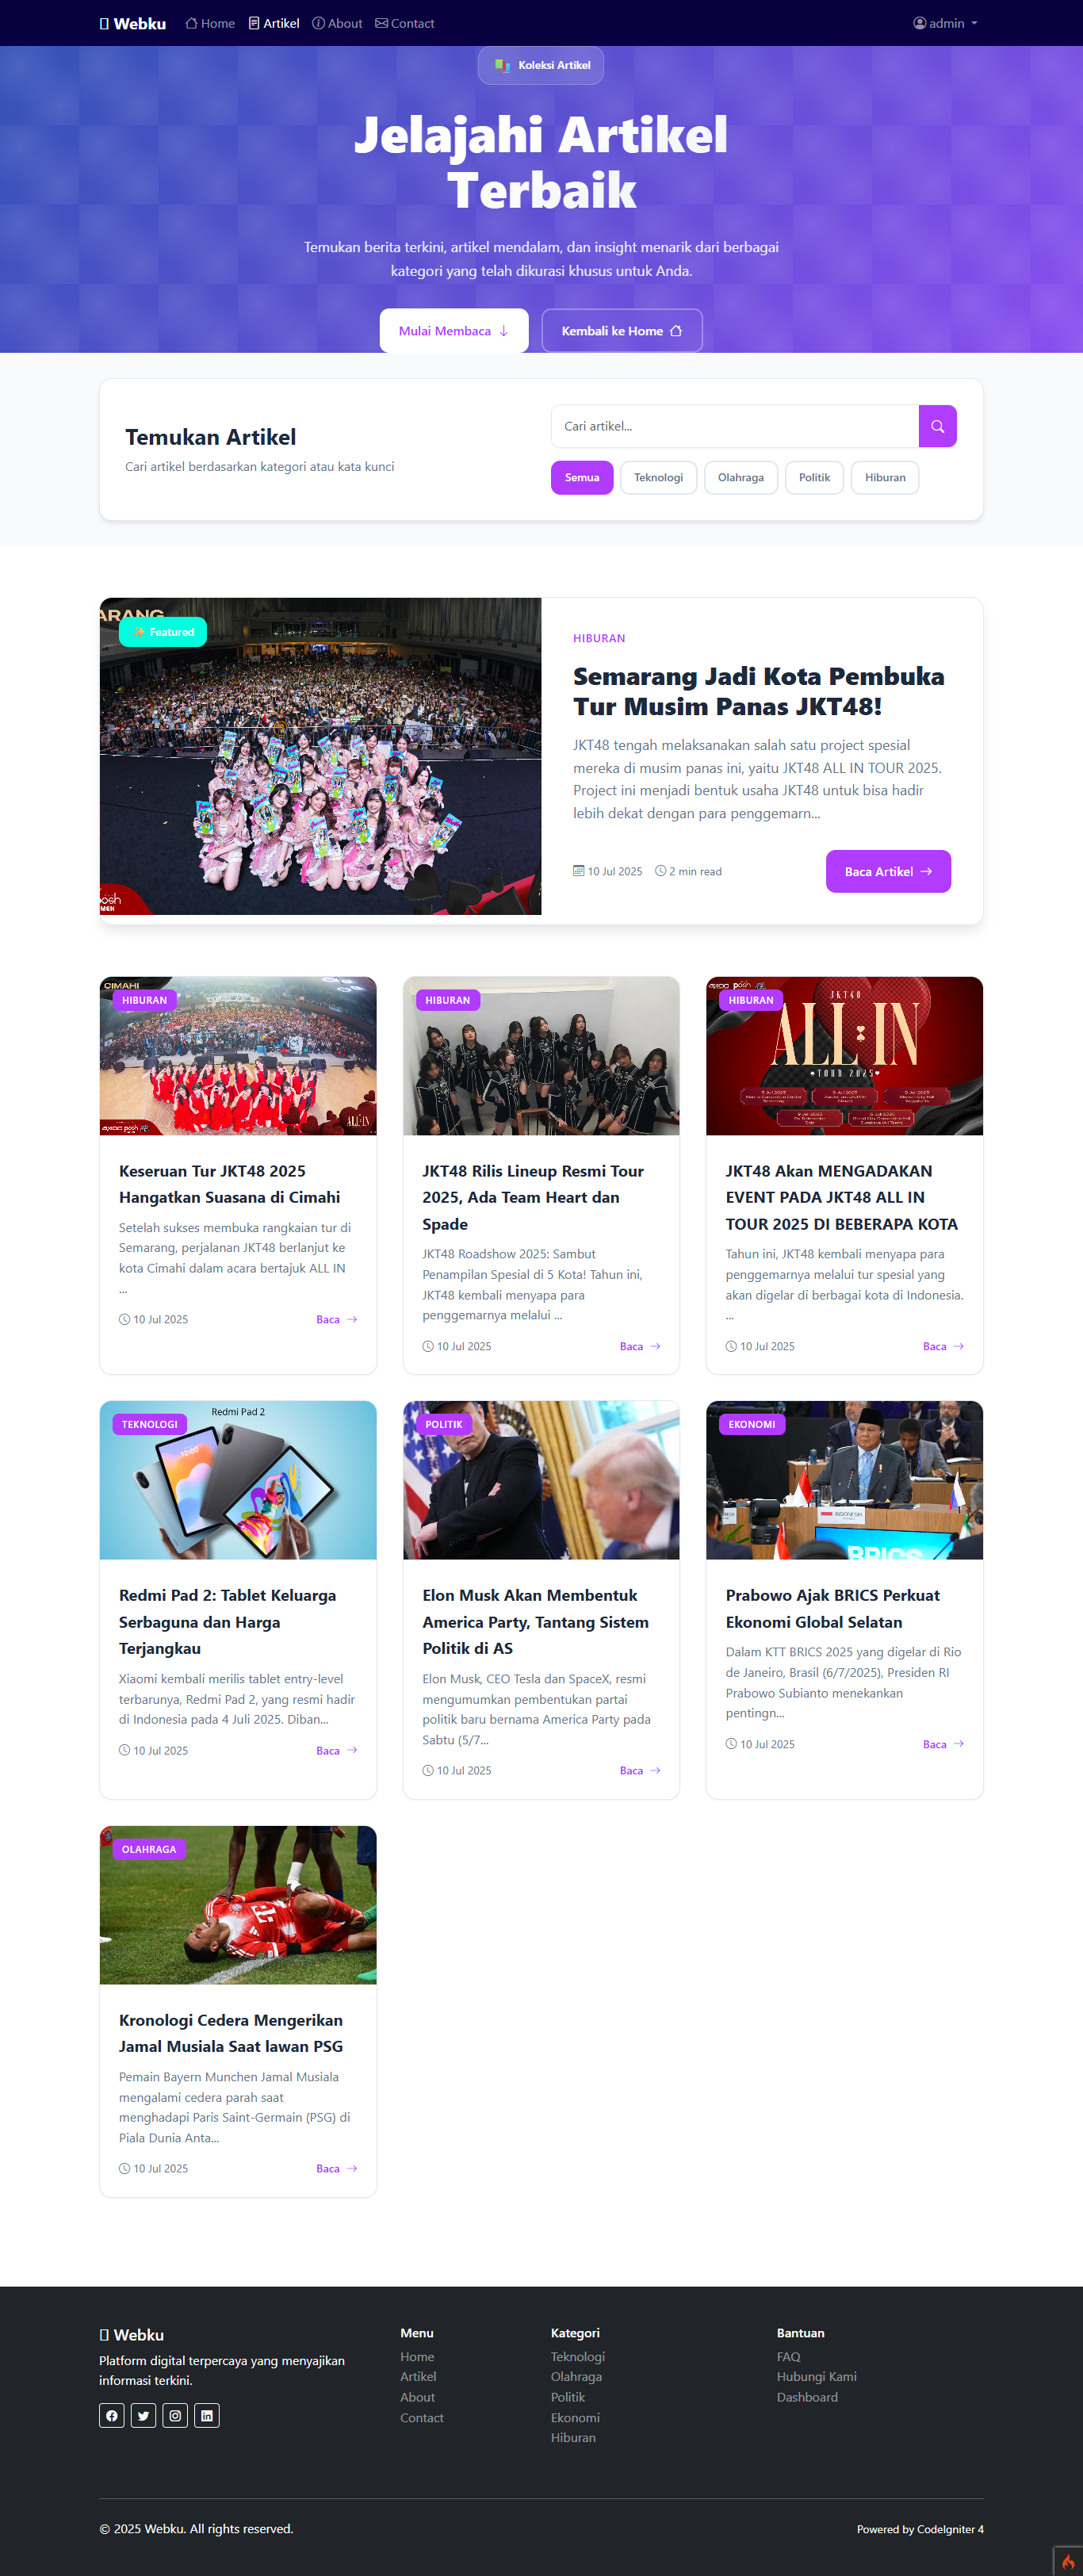 Webku
Home Artikel About Contact
admin
Koleksi Artikel
Jelajahi Artikel
Terbaik
Temukan berita terkini, artikel mendalam, dan insight menarik dari berbagai
kategori yang telah dikurasi khusus untuk Anda.
Mulai Membaca
Kembali ke Home
Temukan Artikel
Cari artikel berdasarkan kategori atau kata kunci
Cari artikel...
Semua Teknologi Olahraga Politik Hiburan
ARANG
Featured
HIBURAN
Semarang Jadi Kota Pembuka
Tur Musim Panas JKT48!
JKT48 tengah melaksanakan salah satu project spesial
mereka di musim panas ini, yaitu JKT48 ALL IN TOUR 2025.
Project ini menjadi bentuk usaha JKT48 untuk bisa hadir
lebih dekat dengan para penggemarn...
10 Jul 2025 2 min read
Baca Artikel
CIMAHI
HIBURAN
ALL IN
Keseruan Tur JKT48 2025
Hangatkan Suasana di Cimahi
Setelah sukses membuka rangkaian tur di
Semarang, perjalanan JKT48 berlanjut ke
kota Cimahi dalam acara bertajuk ALL IN
...
10 Jul 2025 Baca
HIBURAN
JKT48 Rilis Lineup Resmi Tour
2025, Ada Team Heart dan
Spade
JKT48 Roadshow 2025: Sambut
Penampilan Spesial di 5 Kota! Tahun ini,
JKT48 kembali menyapa para
penggemarnya melalui ...
10 Jul 2025 Baca
HIBURAN
JKT48
ALL IN
TOUR 2025
JKT48 Akan MENGADAKAN
EVENT PADA JKT48 ALL IN
TOUR 2025 DI BEBERAPA KOTA
Tahun ini, JKT48 kembali menyapa para
penggemarnya melalui tur spesial yang
akan digelar di berbagai kota di Indonesia.
...
10 Jul 2025 Baca
Redmi Pad 2
TEKNOLOGI
12:00
Redmi Pad 2: Tablet Keluarga
Serbaguna dan Harga
Terjangkau
Xiaomi kembali merilis tablet entry-level
terbarunya, Redmi Pad 2, yang resmi hadir
di Indonesia pada 4 Juli 2025. Diban...
10 Jul 2025 Baca
POLITIK
Elon Musk Akan Membentuk
America Party, Tantang Sistem
Politik di AS
Elon Musk, CEO Tesla dan SpaceX, resmi
mengumumkan pembentukan partai
politik baru bernama America Party pada
Sabtu (5/7...
10 Jul 2025 Baca
EKONOMI
INDONESIA
BRICS
Prabowo Ajak BRICS Perkuat
Ekonomi Global Selatan
Dalam KTT BRICS 2025 yang digelar di Rio
de Janeiro, Brasil (6/7/2025), Presiden RI
Prabowo Subianto menekankan
pentingn...
10 Jul 2025 Baca
OLAHRAGA
Kronologi Cedera Mengerikan
Jamal Musiala Saat lawan PSG
Pemain Bayern Munchen Jamal Musiala
mengalami cedera parah saat
menghadapi Paris Saint-Germain (PSG) di
Piala Dunia Anta...
10 Jul 2025 Baca
Webku
Platform digital terpercaya yang menyajikan
informasi terkini.
Menu
Home
Artikel
About
Contact
Kategori
Teknologi
Olahraga
Politik
Ekonomi
Hiburan
Bantuan
FAQ
Hubungi Kami
Dashboard
© 2025 Webku. All rights reserved.
Powered by CodeIgniter 4